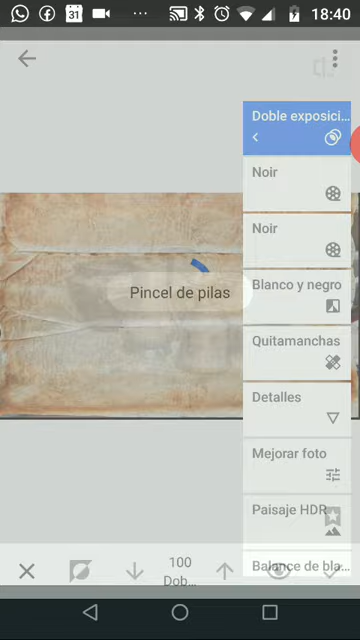 31
18:40
Doble exposici...
Noir
Noir
Blanco y negro
Pincel de pilas
Quitamanchas
Detalles
Mejorar foto
Paisaje HDR
Balance de bla...
100
Dob...